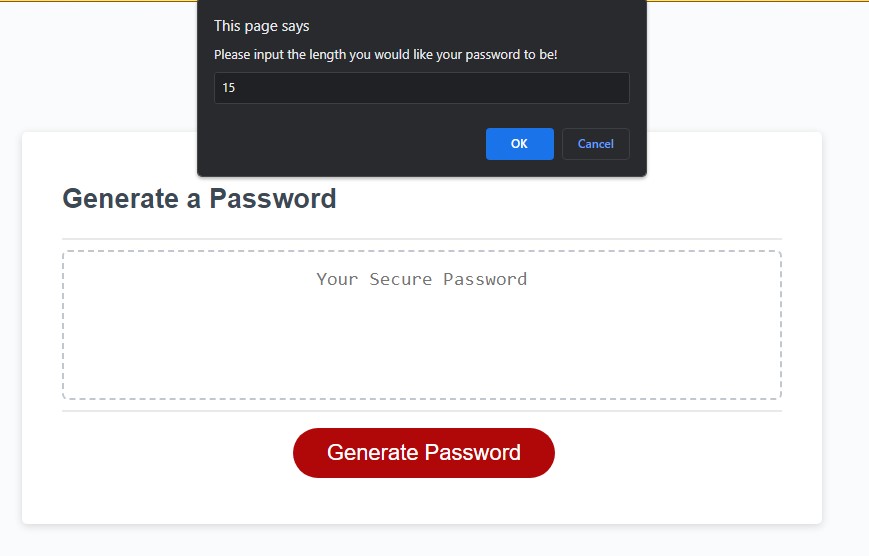 This page says
Please input the length you would like your password to be!
15
OK
Cancel
Generate a Password
Your Secure Password
Generate Password